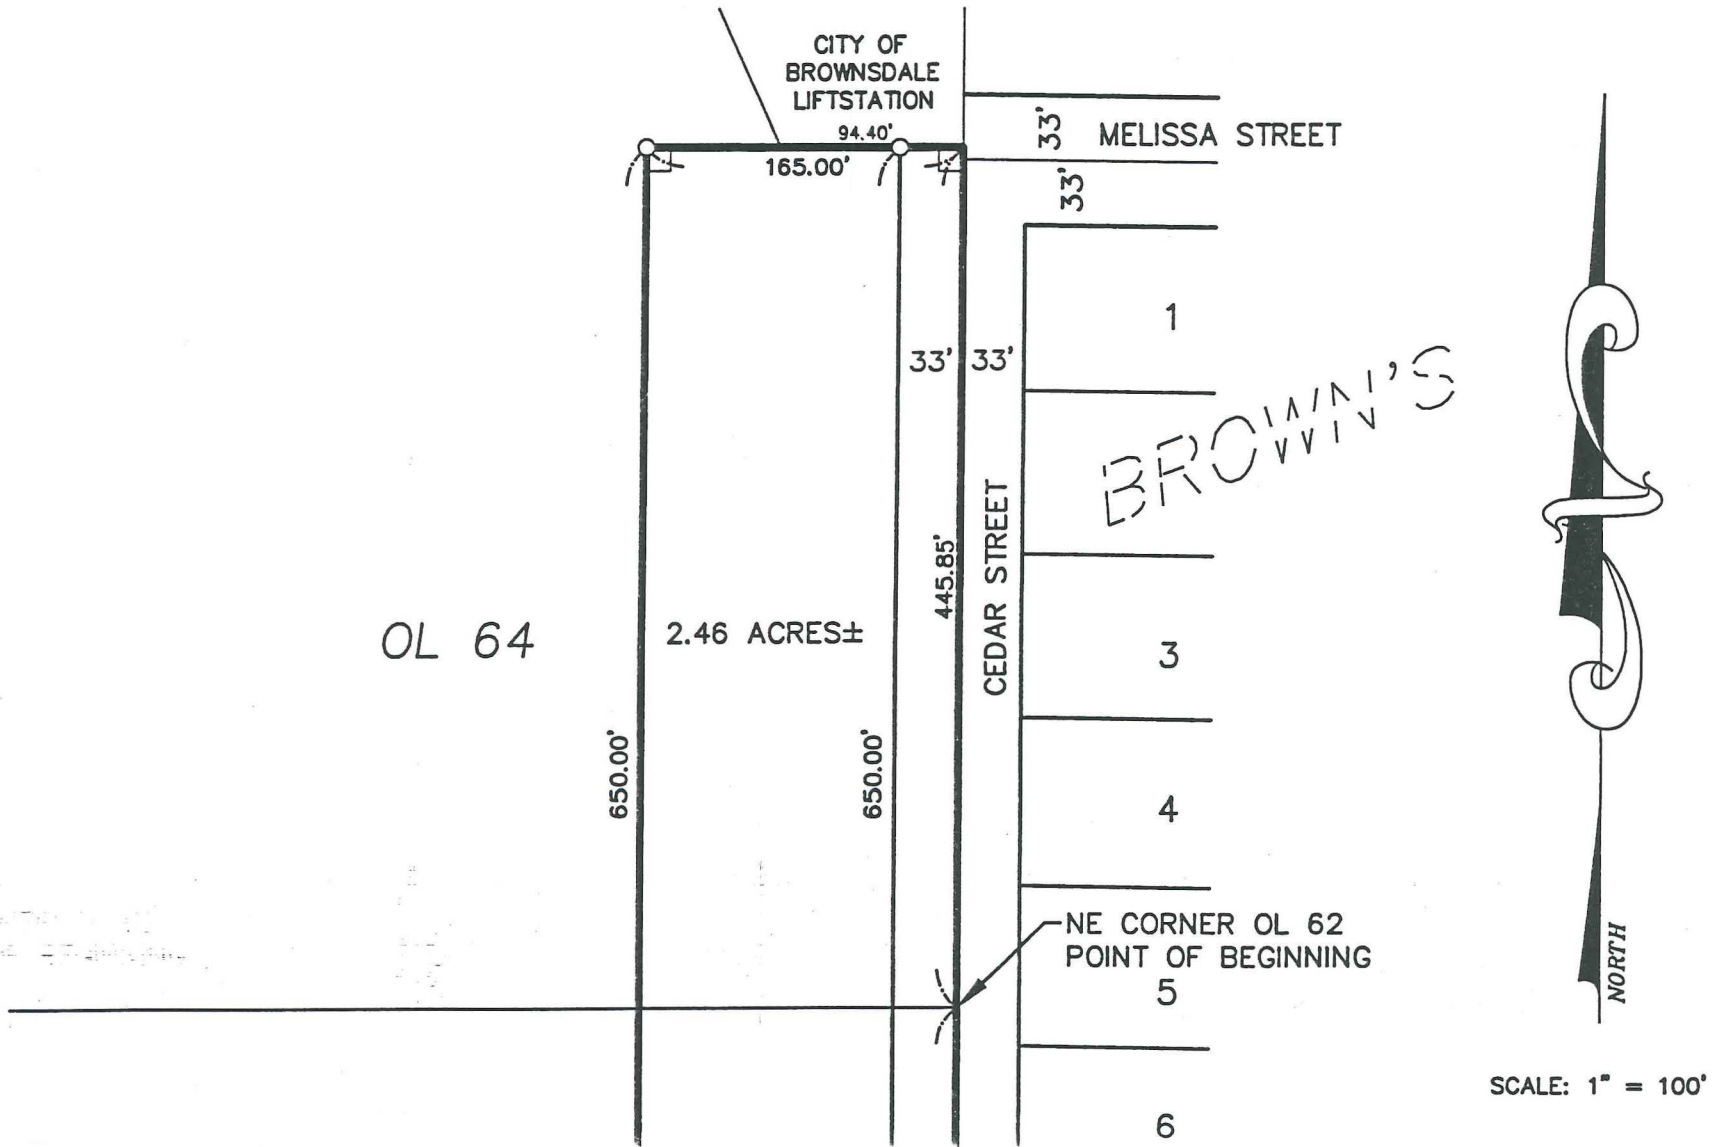 CITY OF
BROWNSDALE
LIFTSTATION
94.40'
165.00'
33'
MELISSA STREET
33'
1
33'
33'
BROWN'S
445.85'
CEDAR STREET
OL 64
2.46 ACRES±
3
650.00'
650.00'
4
NE CORNER OL 62
POINT OF BEGINNING
5
NORTH
SCALE: 1" = 100'
6